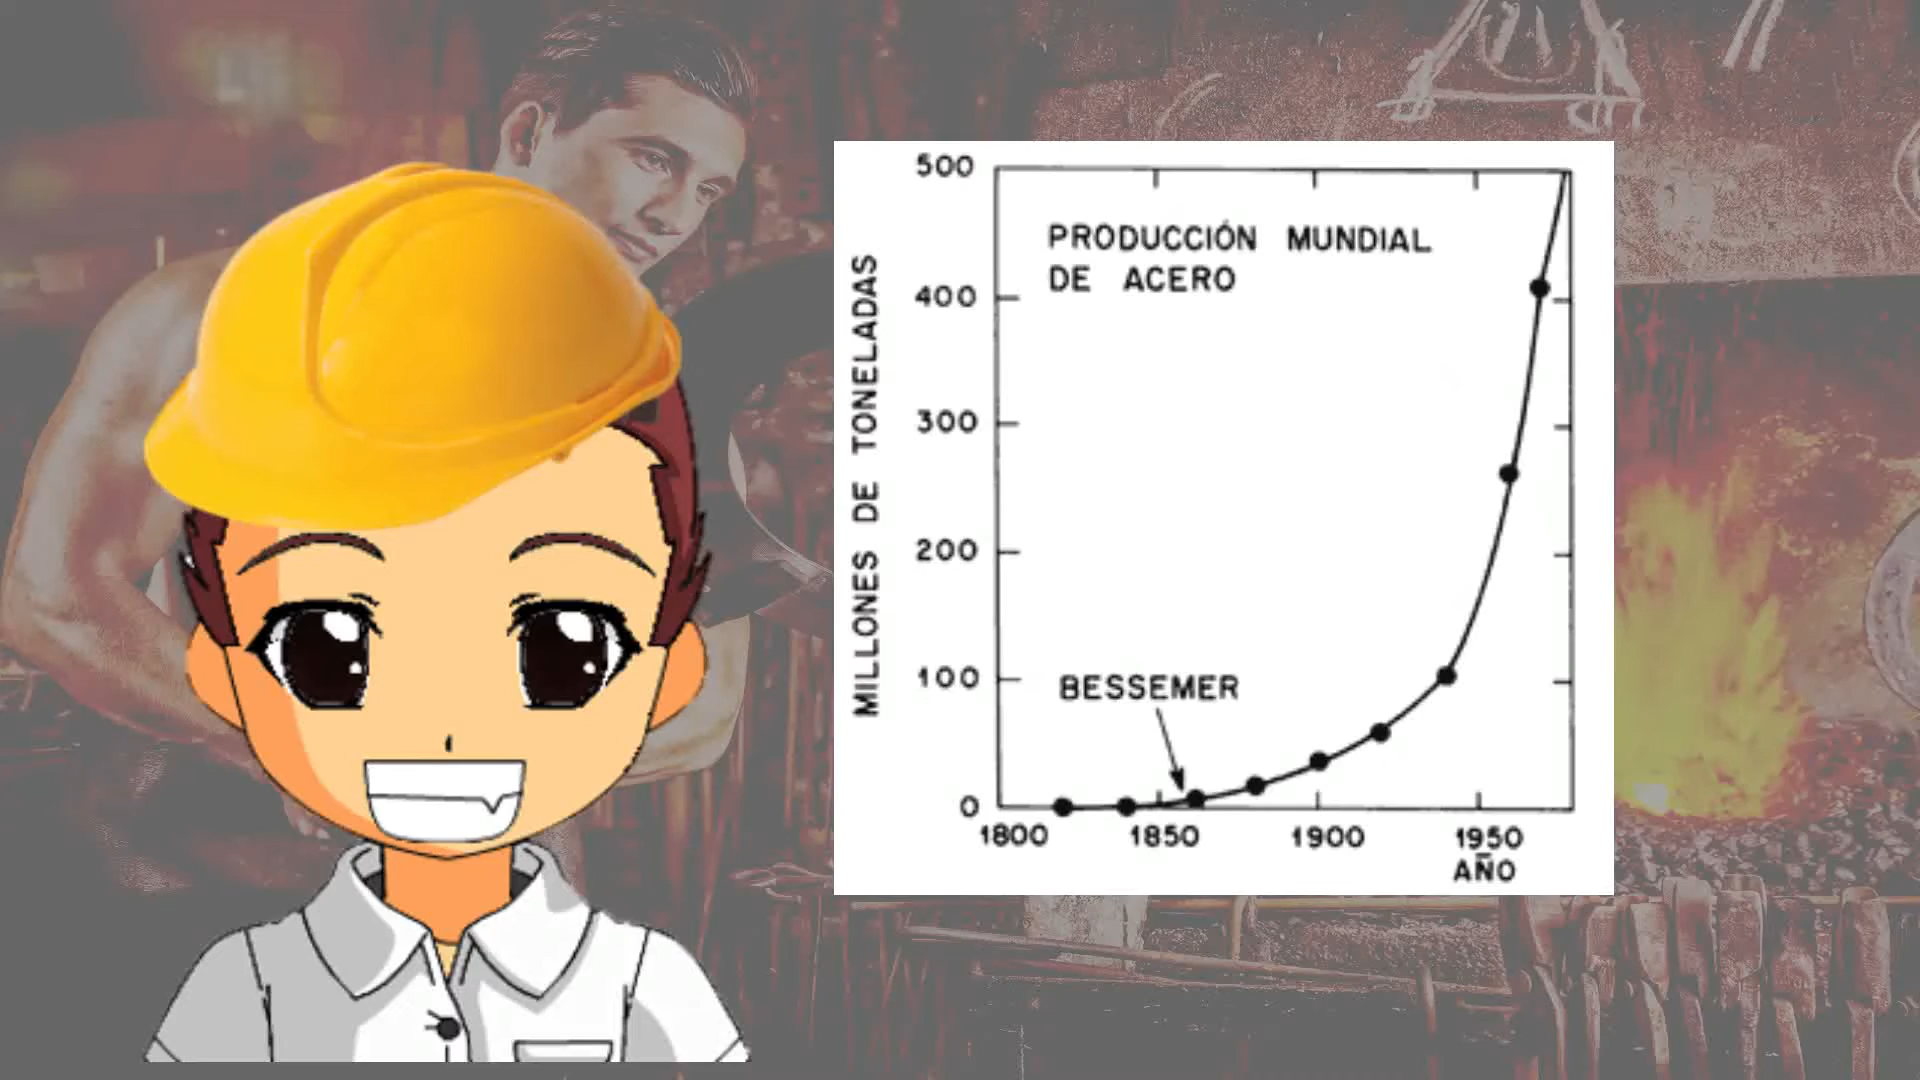 500
PRODUCCIÓN MUNDIAL
DE ACERO
400
MILLONES DE TONELADAS
300
200
100
BESSEMER
0
1800 1850 1900 1950
AÑO